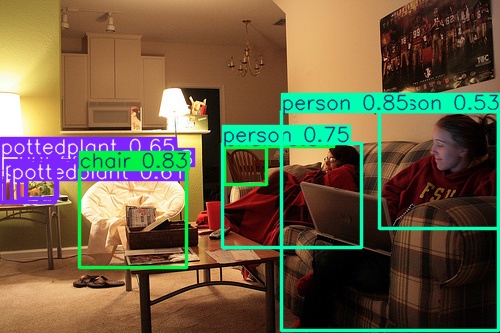 person 0.85
son 0.53
person 0.75
pottedplant 0.65
chair 0.83
pottedplant 0.61
FSU